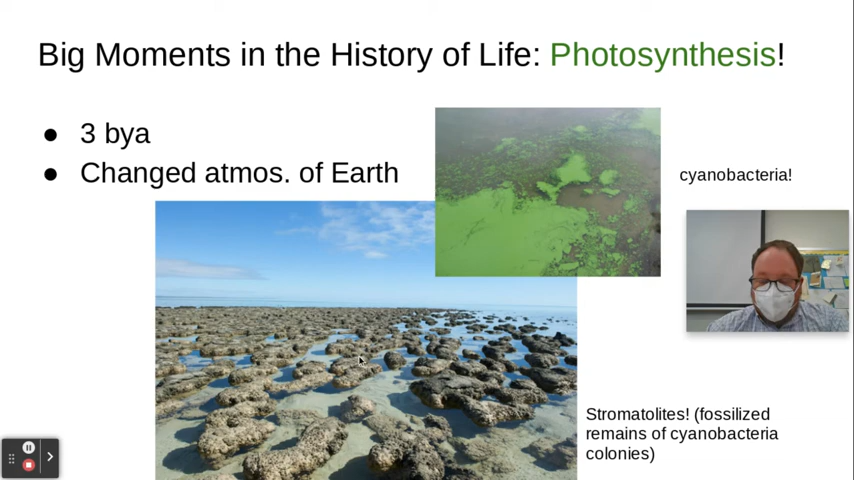 Big Moments in the History of Life: Photosynthesis!
● 3 bya
● Changed atmos. of Earth
cyanobacteria!
Stromatolites! (fossilized
remains of cyanobacteria
colonies)